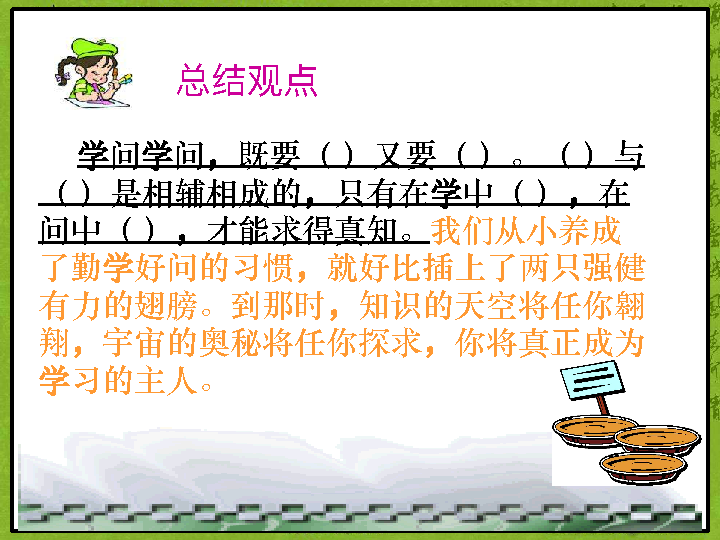 总结观点
学问学问，既要（ ）又要（ ）。（ ）与
（ ）是相辅相成的，只有在学中（ ），在
问中（ ），才能求得真知。我们从小养成
了勤学好问的习惯，就好比插上了两只强健
有力的翅膀。到那时，知识的天空将任你翱
翔，宇宙的奥秘将任你探求，你将真正成为
学习的主人。